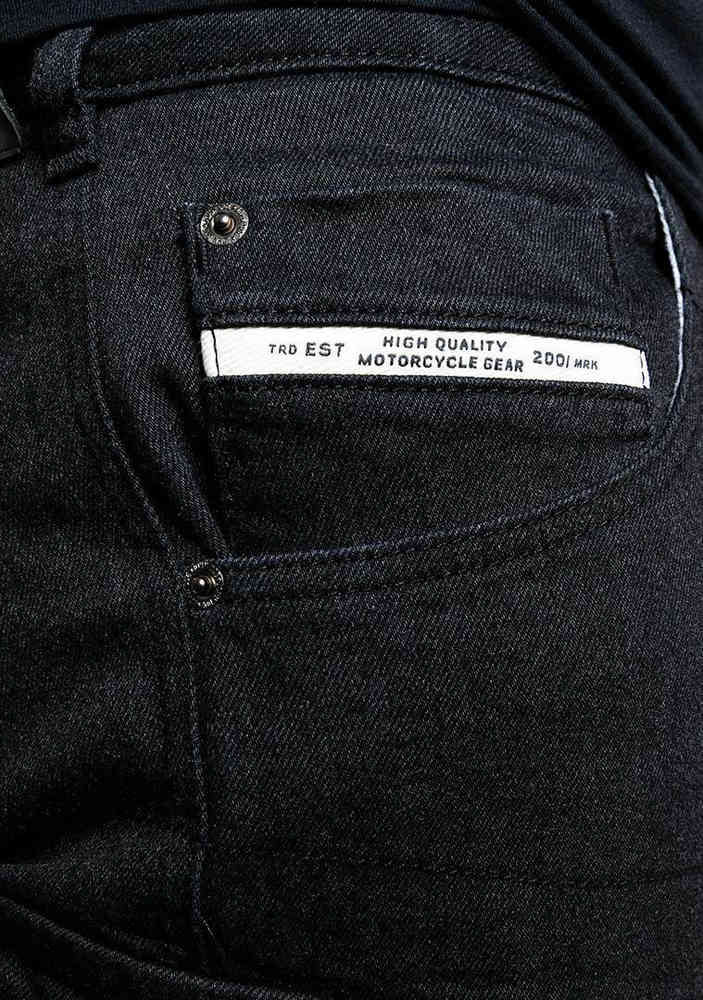 TRD EST HIGH QUALITY MOTORCYCLE GEAR 2001 MRK